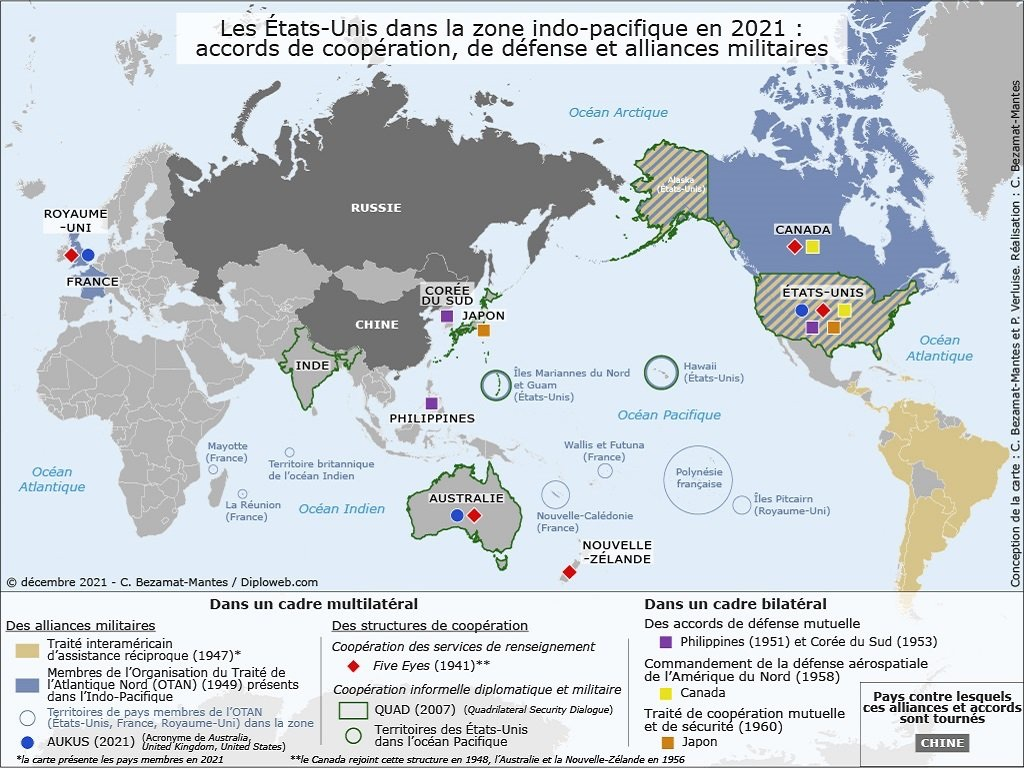 Les États-Unis dans la zone indo-pacifique en 2021 :
accords de coopération, de défense et alliances militaires
Océan Arctique
Alaska
(États-Unis)
RUSSIE
ROYAUME
-UNI
FRANCE
CANADA
ÉTATS-UNIS
CORÉE
DU SUD
JAPON
CHINE
INDE
Océan
Atlantique
Îles Mariannes du Nord
et Guam
(États-Unis)
Hawaii
(États-Unis)
PHILIPPINES
Océan Pacifique
Mayotte
(France)
Territoire britannique
de l'océan Indien
Wallis et Futuna
(France)
Polynésie
française
Océan
Atlantique
La Réunion
(France)
Océan Indien
AUSTRALIE
Nouvelle-Calédonie
(France)
Îles Pitcairn
(Royaume-Uni)
NOUVELLE
-ZÉLANDE
Conception de la carte : C. Bezamat-Mantes et P. Verluise. Réalisation : C. Bezamat-Mantes
© décembre 2021 - C. Bezamat-Mantes / Diploweb.com
Dans un cadre multilatéral
Des alliances militaires
Traité interaméricain
d'assistance réciproque (1947)*
Membres de l'Organisation du Traité de
l'Atlantique Nord (OTAN) (1949) présents
dans l'Indo-Pacifique
Territoires de pays membres de l'OTAN
(États-Unis, France, Royaume-Uni) dans la zone
AUKUS (2021) (Acronyme de Australia,
United Kingdom, United States)
Des structures de coopération
Coopération des services de renseignement
Five Eyes (1941)**
Coopération informelle diplomatique et militaire
QUAD (2007) (Quadrilateral Security Dialogue)
Territoires des États-Unis
dans l'océan Pacifique
Dans un cadre bilatéral
Des accords de défense mutuelle
Philippines (1951) et Corée du Sud (1953)
Commandement de la défense aérospatiale
de l'Amérique du Nord (1958)
Canada
Traité de coopération mutuelle
et de sécurité (1960)
Japon
Pays contre lesquels
ces alliances et accords
sont tournés
CHINE
*la carte présente les pays membres en 2021
**le Canada rejoint cette structure en 1948, l'Australie et la Nouvelle-Zélande en 1956